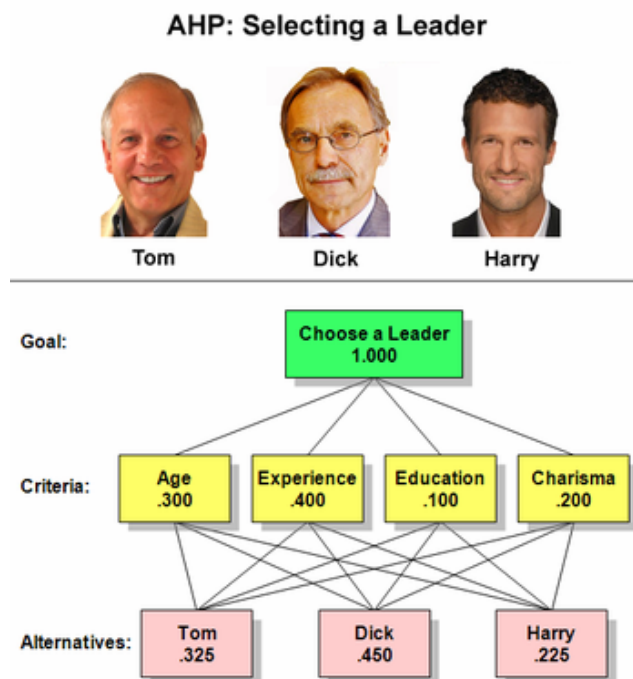 AHP: Selecting a Leader
Tom
Dick
Harry
Goal:
Choose a Leader
1.000
Criteria:
Age
.300
Experience
.400
Education
.100
Charisma
.200
Alternatives:
Tom
.325
Dick
.450
Harry
.225